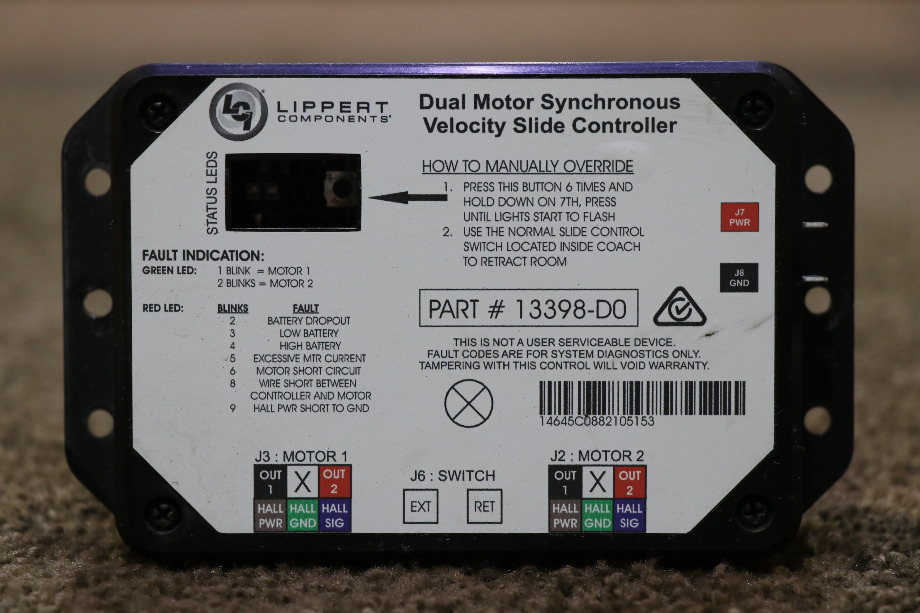 LC
LIPPERT
COMPONENTS®
Dual Motor Synchronous
Velocity Slide Controller
STATUS LEDS
HOW TO MANUALLY OVERRIDE
1. PRESS THIS BUTTON 6 TIMES AND
HOLD DOWN ON 7TH, PRESS
UNTIL LIGHTS START TO FLASH
2. USE THE NORMAL SLIDE CONTROL
SWITCH LOCATED INSIDE COACH
TO RETRACT ROOM
J7
PWR
J8
GND
FAULT INDICATION:
GREEN LED: 1 BLINK = MOTOR 1
2 BLINKS = MOTOR 2
RED LED: BLINKS FAULT
2 BATTERY DROPOUT
3 LOW BATTERY
4 HIGH BATTERY
5 EXCESSIVE MTR CURRENT
6 MOTOR SHORT CIRCUIT
8 WIRE SHORT BETWEEN
CONTROLLER AND MOTOR
9 HALL PWR SHORT TO GND
PART # 13398-D0
THIS IS NOT A USER SERVICEABLE DEVICE.
FAULT CODES ARE FOR SYSTEM DIAGNOSTICS ONLY.
TAMPERING WITH THIS CONTROL WILL VOID WARRANTY.
14645C0882105153
J3 : MOTOR 1
OUT 1 X OUT 2
HALL PWR HALL GND HALL SIG
J6 : SWITCH
EXT RET
J2 : MOTOR 2
OUT 1 X OUT 2
HALL PWR HALL GND HALL SIG